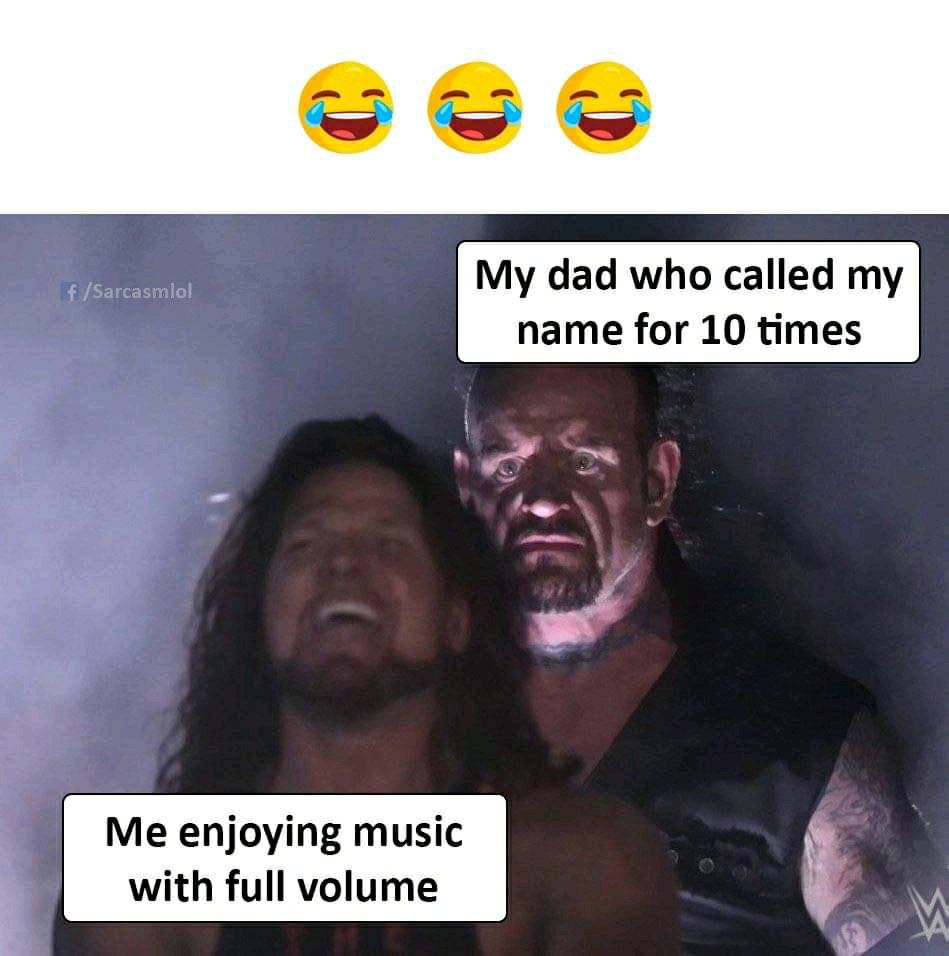 /Sarcasmlol
My dad who called my
name for 10 times
Me enjoying music
with full volume